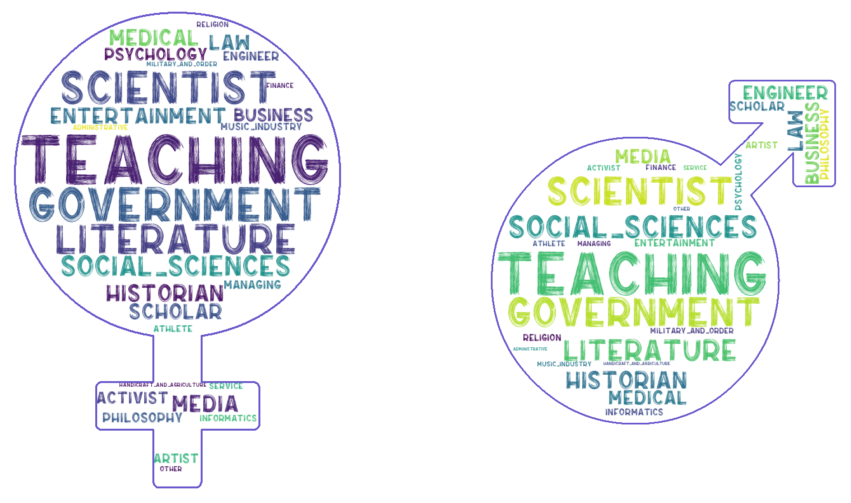 RELIGION
MEDICAL LAW
PSYCHOLOGY ENGINEER
MILITARY_AND_ORDER
SCIENTIST FINANCE
ENTERTAINMENT BUSINESS
ADMINISTRATIVE MUSIC_INDUSTRY
TEACHING
GOVERNMENT
LITERATURE
SOCIAL_SCIENCES
MANAGING
HISTORIAN
SCHOLAR
ATHLETE
HANDICRAFT_AND_AGRICULTURE SERVICE
ACTIVIST MEDIA
PHILOSOPHY INFORMATICS
ARTIST
OTHER
ENGINEER
SCHOLAR
LAW
BUSINESS
PHILOSOPHY
ARTIST
MEDIA
ACTIVIST FINANCE SERVICE
PSYCHOLOGY
SCIENTIST
OTHER
SOCIAL_SCIENCES
ATHLETE MANAGING ENTERTAINMENT
TEACHING
GOVERNMENT
MILITARY_AND_ORDER
RELIGION
ADMINISTRATIVE
LITERATURE
MUSIC_INDUSTRY HANDICRAFT_AND_AGRICULTURE
HISTORIAN
MEDICAL
INFORMATICS